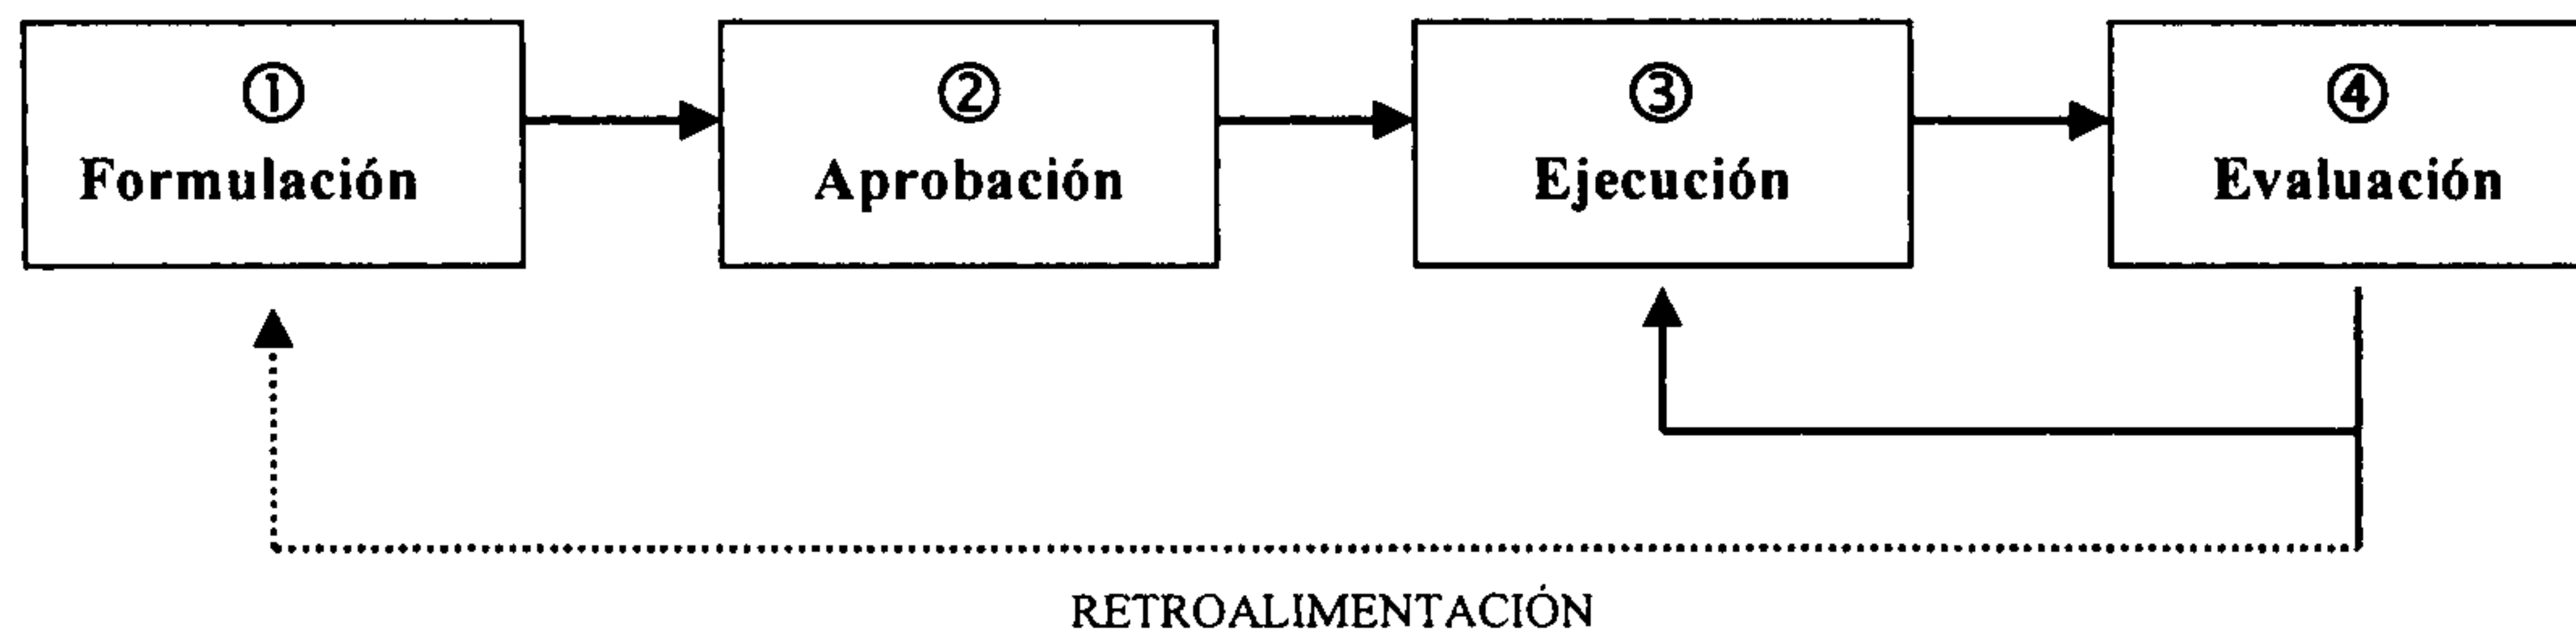 ① ② ③ ④
Formulación Aprobación Ejecución Evaluación
RETROALIMENTACIÓN